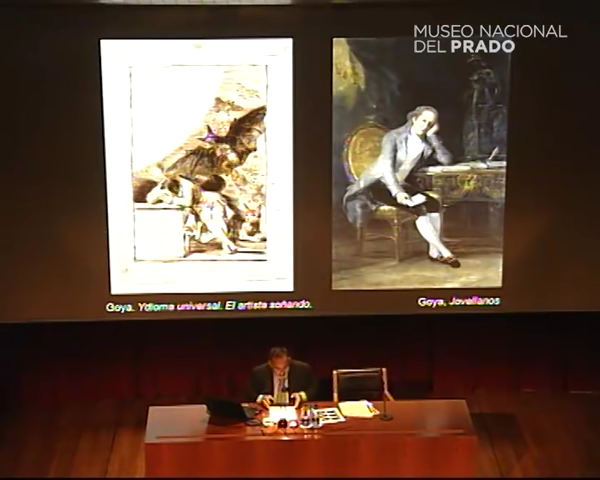 MUSEO NACIONAL
DEL PRADO
Goya. Ydioma universal. El artista soñando.
Goya, Jovellanos